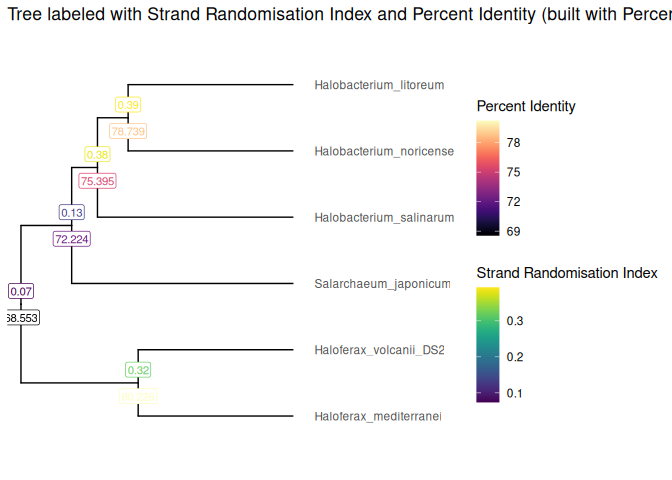 Tree labeled with Strand Randomisation Index and Percent Identity (built with Percer
Halobacterium_litoreum
0.39
78.739
Halobacterium_noricense
0.38
75.395
Halobacterium_salinarum
0.13
72.224
Salarchaeum_japonicum
0.07
68.553
Haloferax_volcanii_DS2
0.32
Haloferax_mediterranei
Percent Identity
78
75
72
69
Strand Randomisation Index
0.3
0.2
0.1